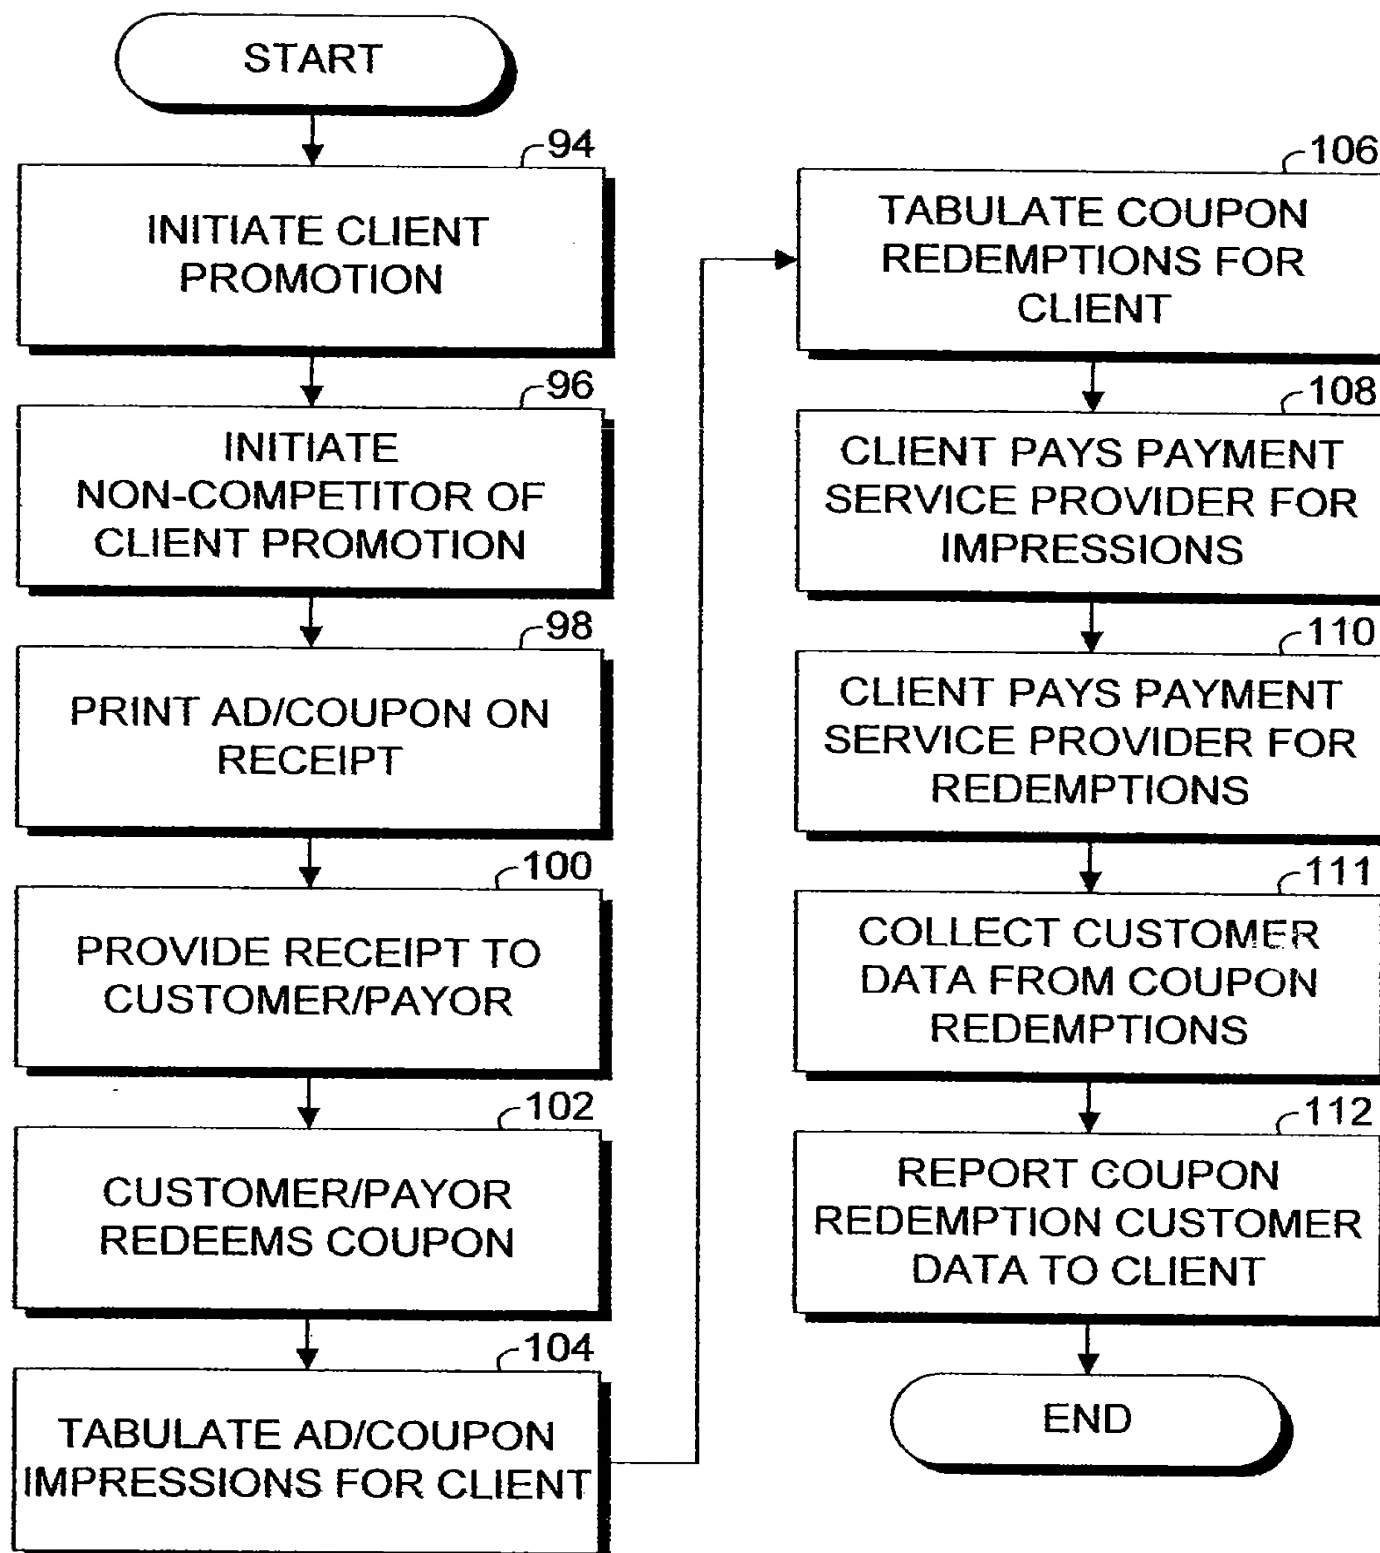 START
94
INITIATE CLIENT
PROMOTION
96
INITIATE
NON-COMPETITOR OF
CLIENT PROMOTION
98
PRINT AD/COUPON ON
RECEIPT
100
PROVIDE RECEIPT TO
CUSTOMER/PAYOR
102
CUSTOMER/PAYOR
REDEEMS COUPON
104
TABULATE AD/COUPON
IMPRESSIONS FOR CLIENT
106
TABULATE COUPON
REDEMPTIONS FOR
CLIENT
108
CLIENT PAYS PAYMENT
SERVICE PROVIDER FOR
IMPRESSIONS
110
CLIENT PAYS PAYMENT
SERVICE PROVIDER FOR
REDEMPTIONS
111
COLLECT CUSTOMER
DATA FROM COUPON
REDEMPTIONS
112
REPORT COUPON
REDEMPTION CUSTOMER
DATA TO CLIENT
END